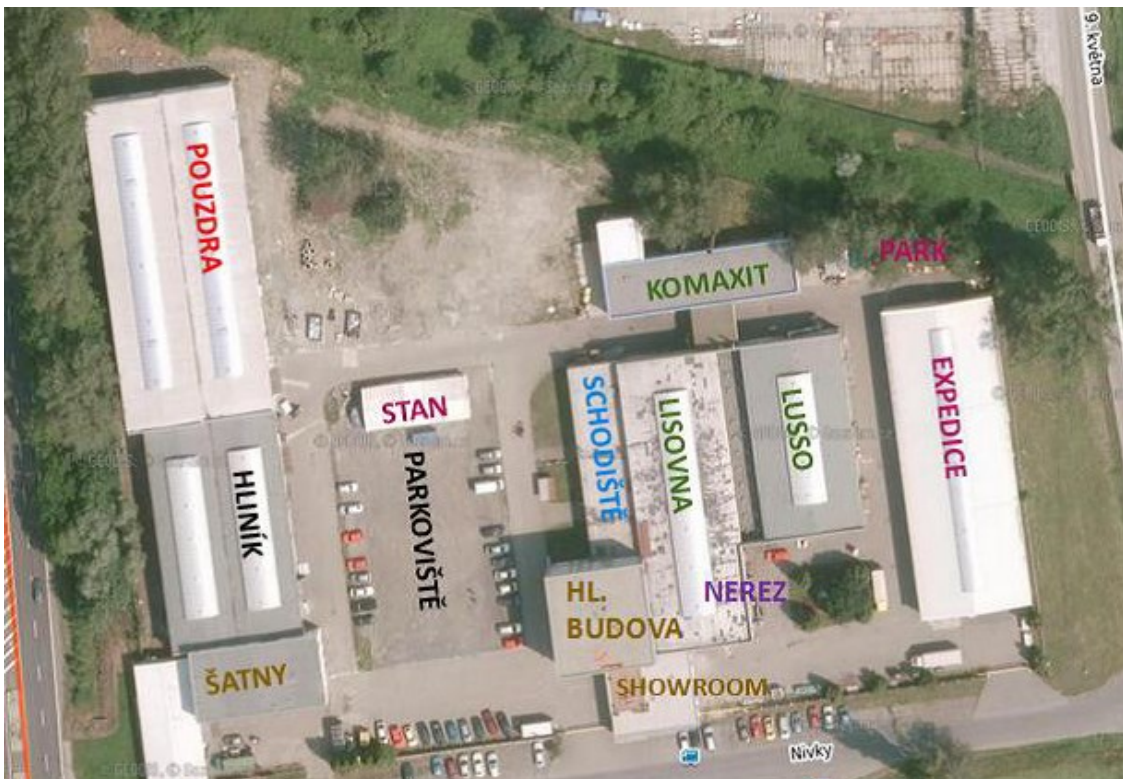 9. května
POUZDRA
PARK
KOMAXIT
EXPEDICE
STAN
SCHODIŠTĚ
LISOVNA
LUSSO
HLINÍK
PARKOVIŠTĚ
HL.
BUDOVA
NEREZ
ŠATNY
SHOWROOM
Nivky